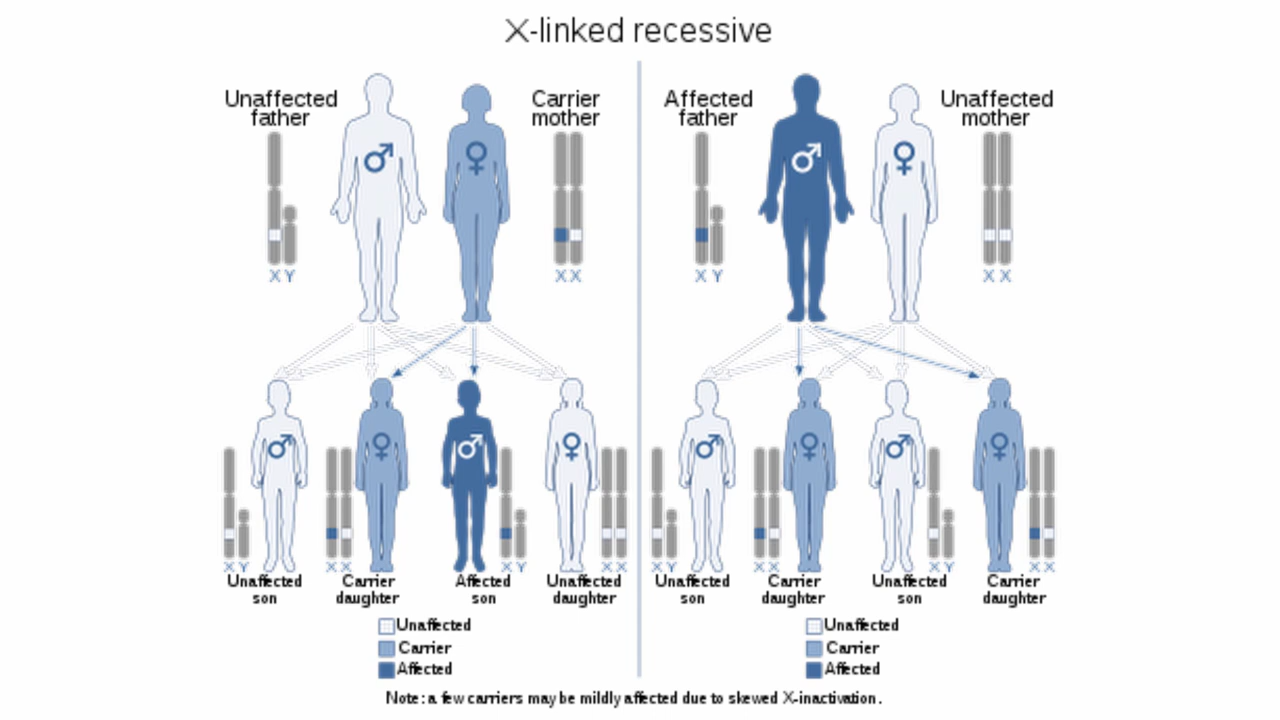 X-linked recessive
Unaffected
father
Carrier
mother
X Y
X X
Unaffected
son
Carrier
daughter
Affected
son
Unaffected
daughter
X Y
X X
X Y
X X
Unaffected
Carrier
Affected
Affected
father
Unaffected
mother
X Y
X X
Unaffected
son
Carrier
daughter
Unaffected
son
Carrier
daughter
X Y
X X
X Y
X X
Unaffected
Carrier
Affected
Note: a few carriers may be mildly affected due to skewed X-inactivation.